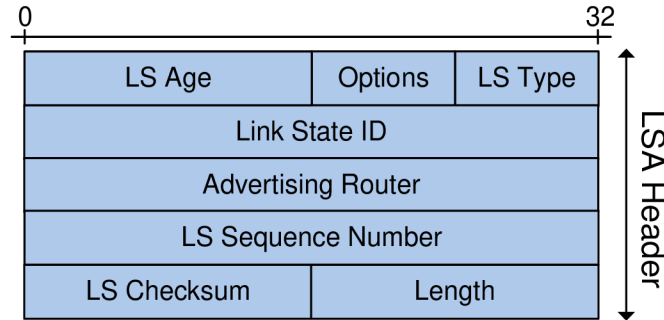 0 32
LS Age Options LS Type
Link State ID
Advertising Router
LS Sequence Number
LS Checksum Length
LSA Header